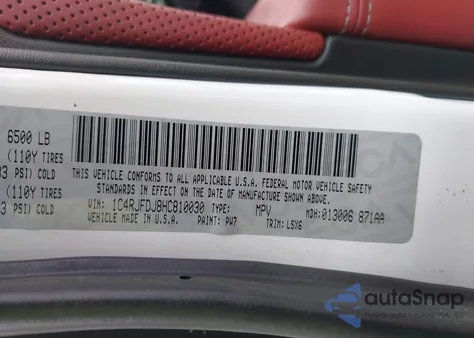 6500 LB
(110Y TIRES
03 PSI) COLD
(110Y TIRES
03 PSI) COLD
THIS VEHICLE CONFORMS TO ALL APPLICABLE U.S.A. FEDERAL MOTOR VEHICLE SAFETY
STANDARDS IN EFFECT ON THE DATE OF MANUFACTURE SHOWN ABOVE.
VIN: 1C4RJFDJ8HC810030 TYPE: MPV MDH:013006 871AA
VEHICLE MADE IN U.S.A. PAINT: PW7 TRIM:LSX6
autoSnap